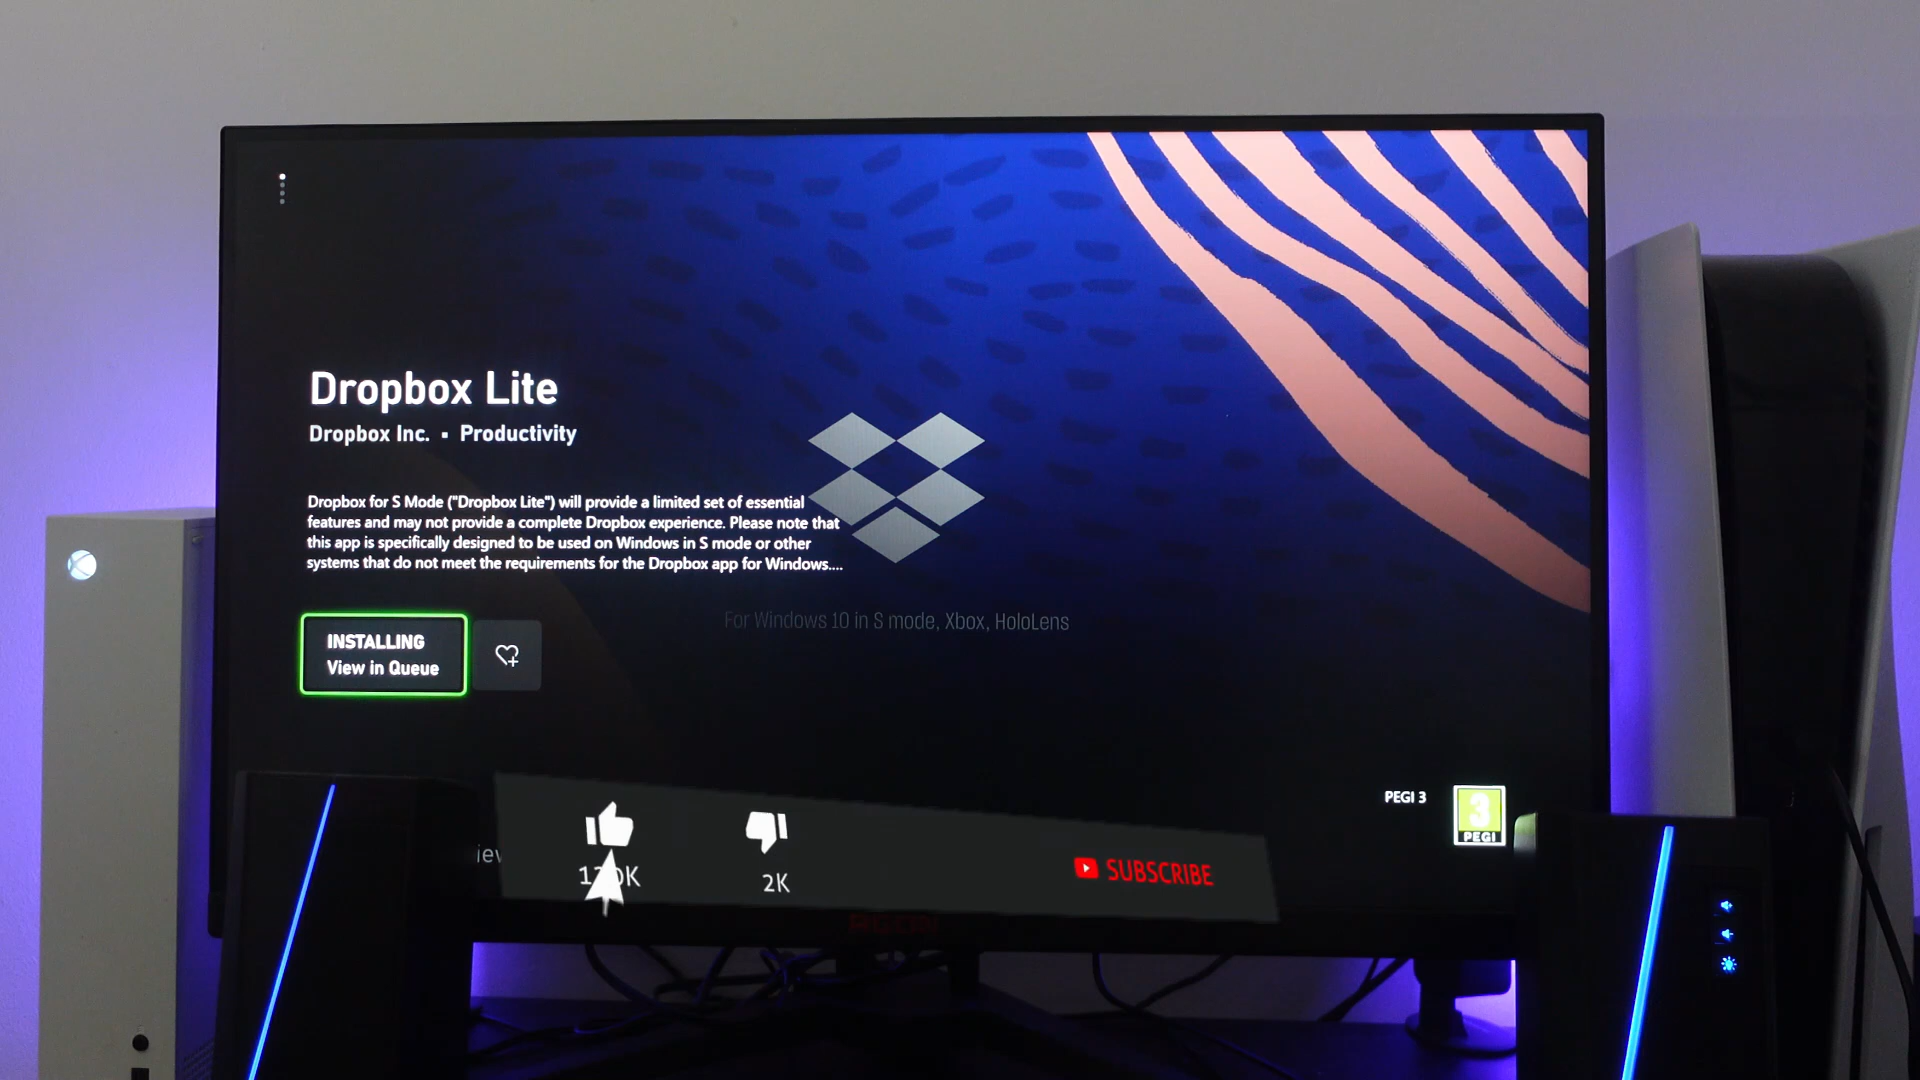 Dropbox Lite
Dropbox Inc. ▪ Productivity
Dropbox for S Mode ("Dropbox Lite") will provide a limited set of essential
features and may not provide a complete Dropbox experience. Please note that
this app is specifically designed to be used on Windows in S mode or other
systems that do not meet the requirements for the Dropbox app for Windows....
For Windows 10 in S mode, Xbox, HoloLens
INSTALLING
View in Queue
PEGI 3
3
PEGI
2K
SUBSCRIBE